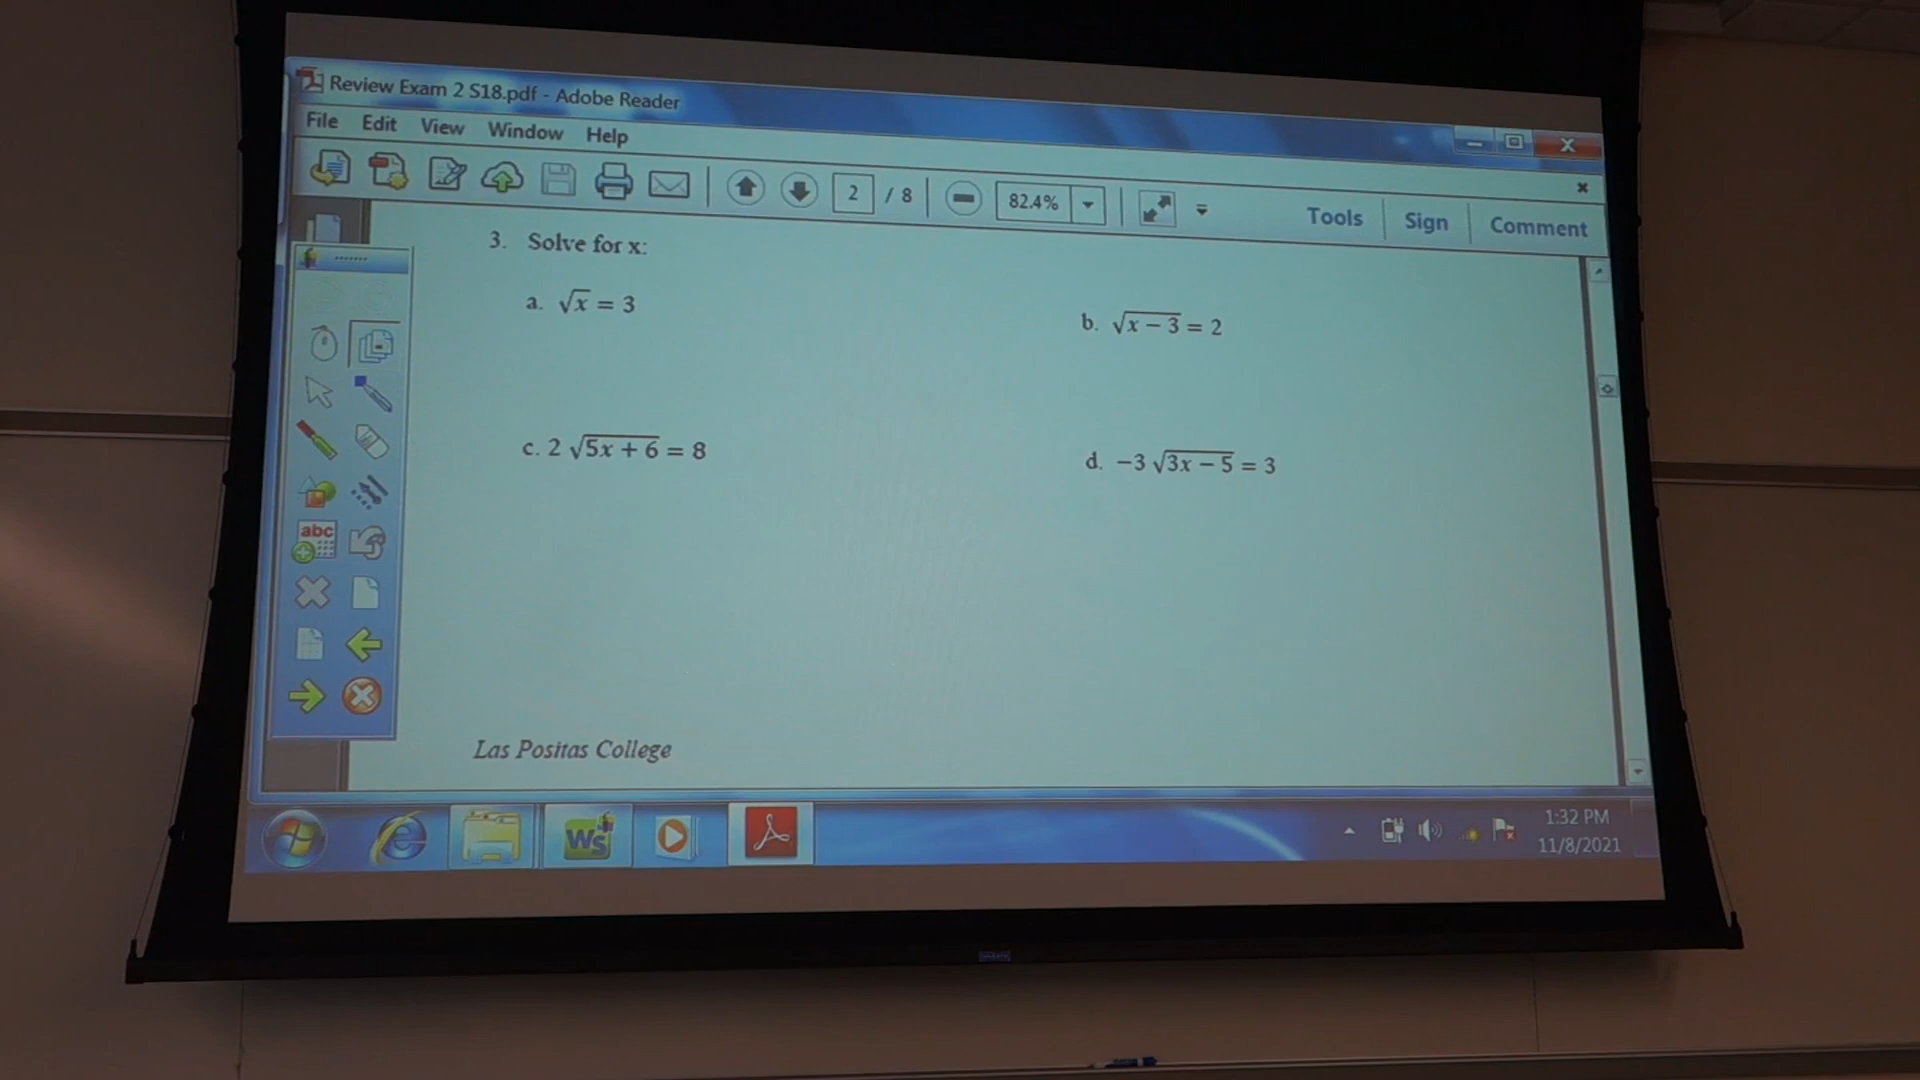 Review Exam 2 S18.pdf - Adobe Reader
File Edit View Window Help
2 / 8 82.4% Tools Sign Comment
3. Solve for x:
a. √x = 3
b. √(x − 3) = 2
c. 2 √(5x + 6) = 8
d. −3 √(3x − 5) = 3
abc
Las Positas College
WS
1:32 PM
11/8/2021